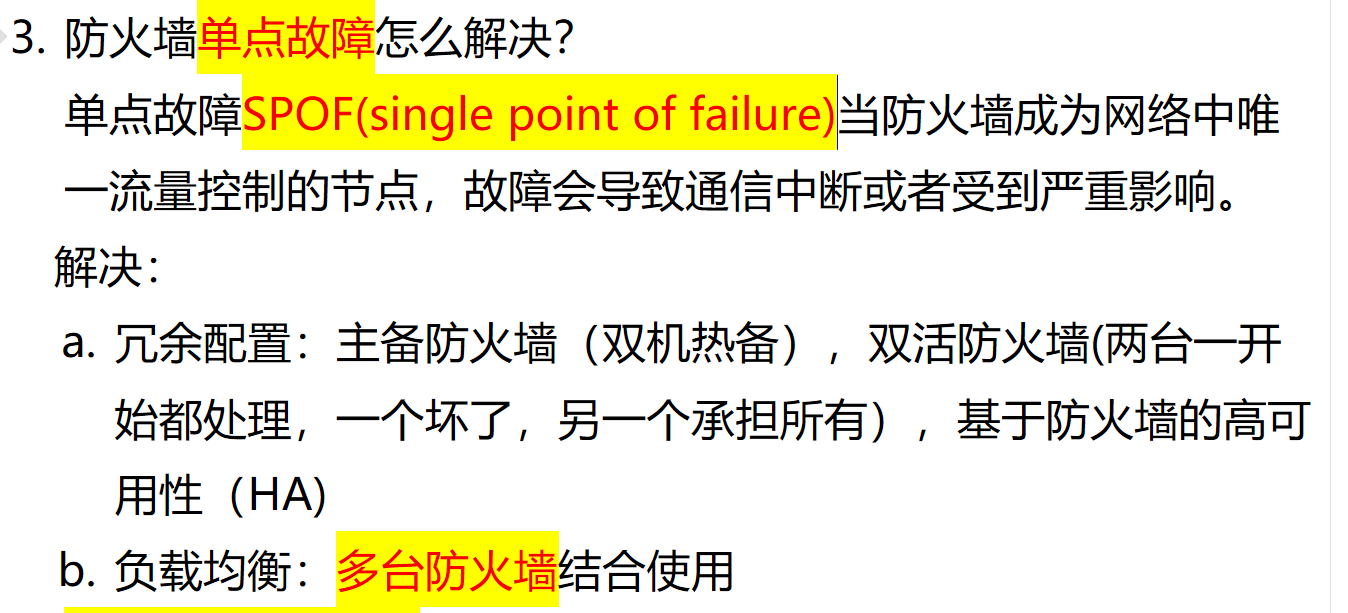 3. 防火墙单点故障怎么解决？
单点故障SPOF(single point of failure)当防火墙成为网络中唯
一流量控制的节点，故障会导致通信中断或者受到严重影响。
解决：
a. 冗余配置：主备防火墙（双机热备），双活防火墙(两台一开
始都处理，一个坏了，另一个承担所有），基于防火墙的高可
用性（HA)
b. 负载均衡：多台防火墙结合使用